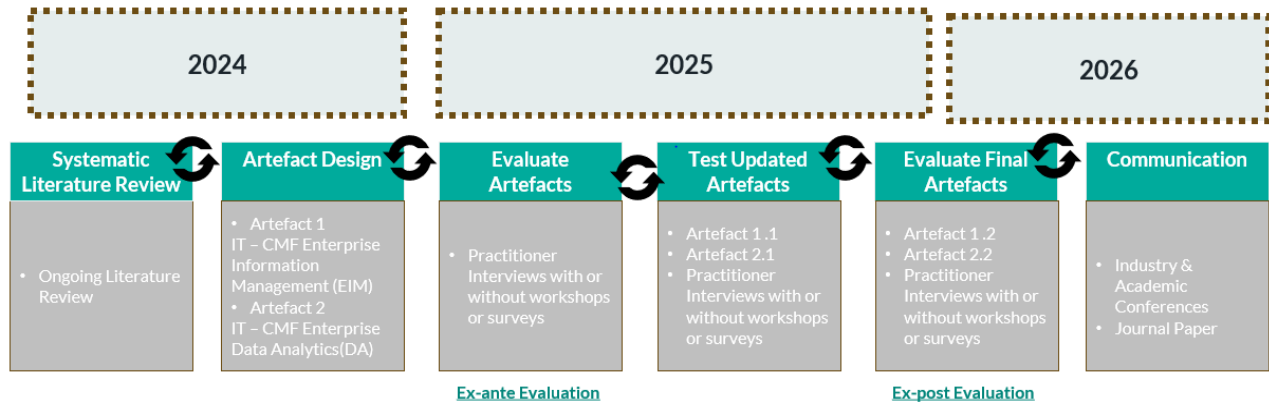 2024
2025
2026
Systematic
Literature Review
Artefact Design
Evaluate
Artefacts
Test Updated
Artefacts
Evaluate Final
Artefacts
Communication
• Ongoing Literature
Review
• Artefact 1
IT – CMF Enterprise
Information
Management (EIM)
• Artefact 2
IT – CMF Enterprise
Data Analytics(DA)
• Practitioner
Interviews with or
without workshops
or surveys
• Artefact 1 .1
• Artefact 2.1
• Practitioner
Interviews with or
without workshops
or surveys
• Artefact 1 .2
• Artefact 2.2
• Practitioner
Interviews with or
without workshops
or surveys
• Industry &
Academic
Conferences
• Journal Paper
Ex-ante Evaluation
Ex-post Evaluation